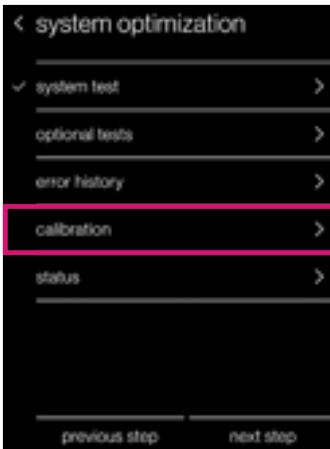 system optimization
system test
optional tests
error history
calibration
status
previous step next step